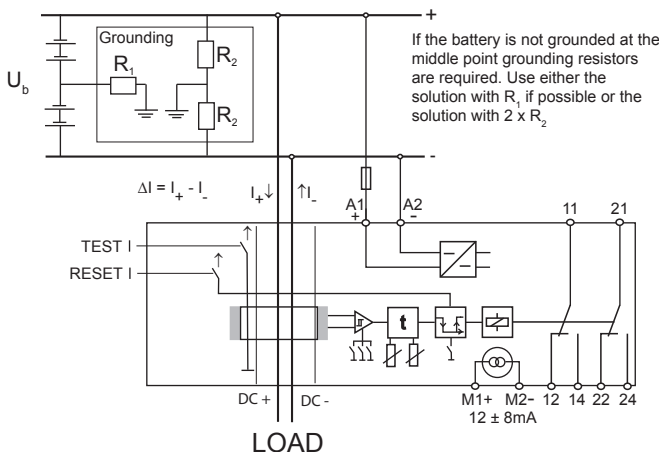 +
Grounding
R1
R2
R2
Ub
If the battery is not grounded at the
middle point grounding resistors
are required. Use either the
solution with R1 if possible or the
solution with 2 x R2
-
ΔI = I+ - I-
I+↓ ↑I-
A1 A2
+ -
11 21
TEST I
RESET I
t
DC + DC -
M1+ M2- 12 14 22 24
12 ± 8mA
LOAD